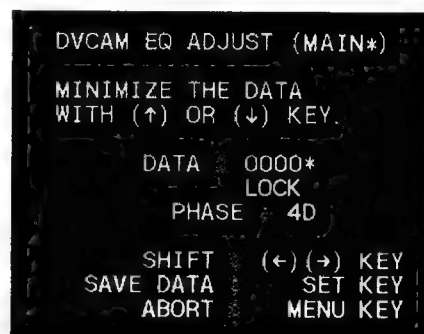 DVCAM EQ ADJUST (MAIN*)
MINIMIZE THE DATA
WITH (↑) OR (↓) KEY.
DATA 0000*
LOCK
PHASE 4D
SHIFT (←)(→) KEY
SAVE DATA SET KEY
ABORT MENU KEY